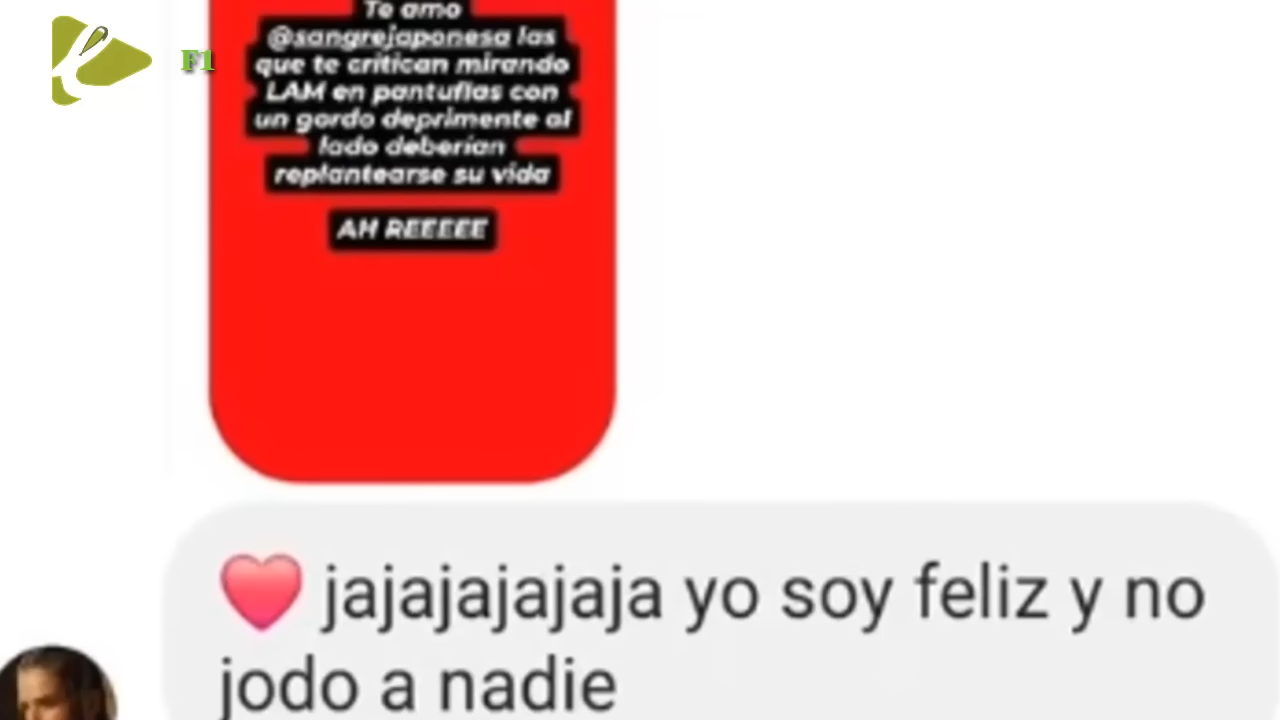 F1
Te amo
@sangrejaponesa las
que te critican mirando
LAM en pantuflas con
un gordo deprimente al
lado deberían
replantearse su vida
AH REEEEE
❤️ jajajajajaja yo soy feliz y no
jodo a nadie